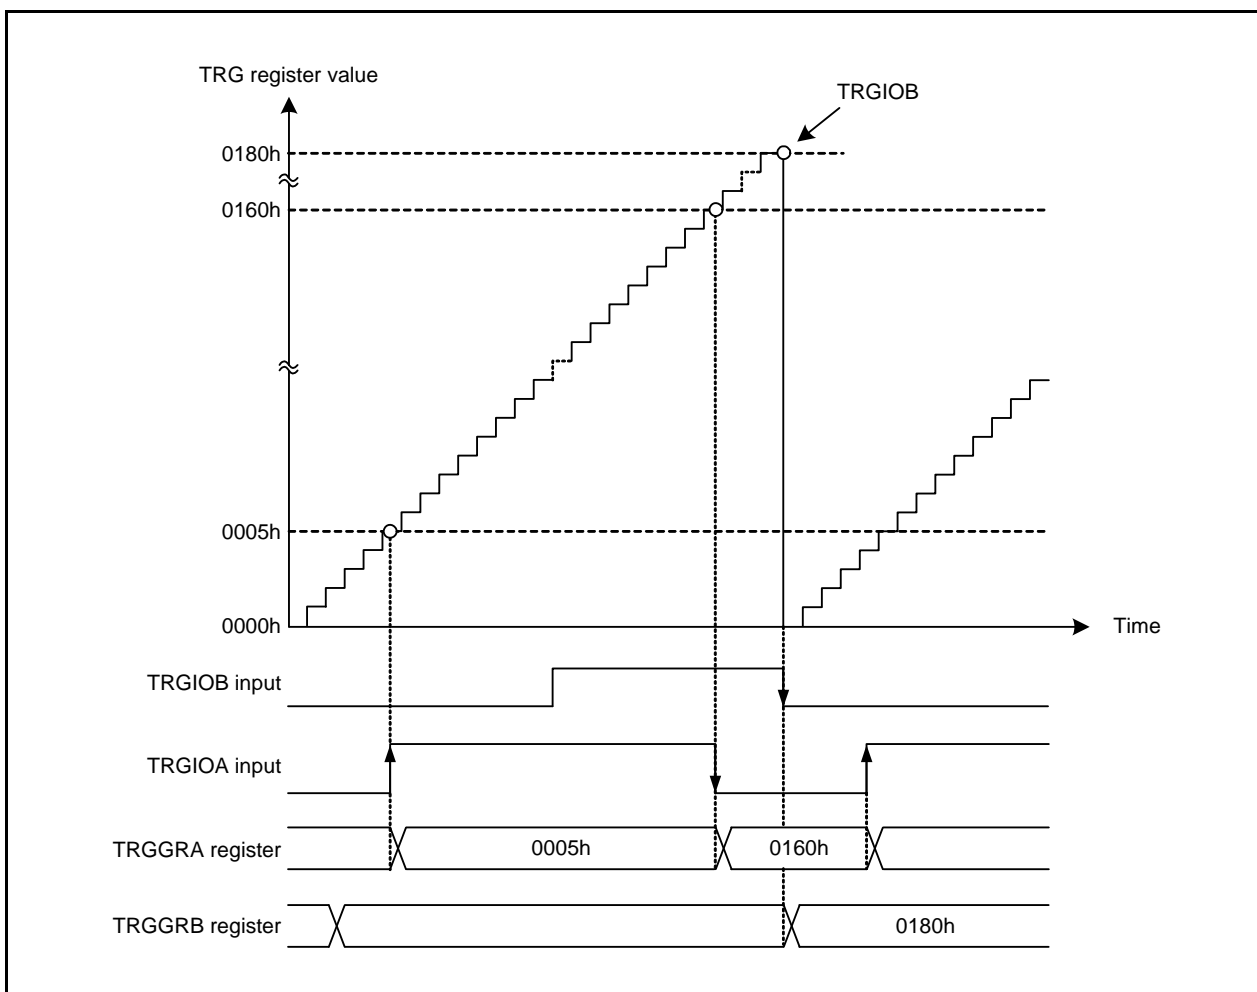 TRG register value
TRGIOB
0180h
0160h
0005h
0000h
Time
TRGIOB input
TRGIOA input
TRGGRA register
0005h
0160h
TRGGRB register
0180h